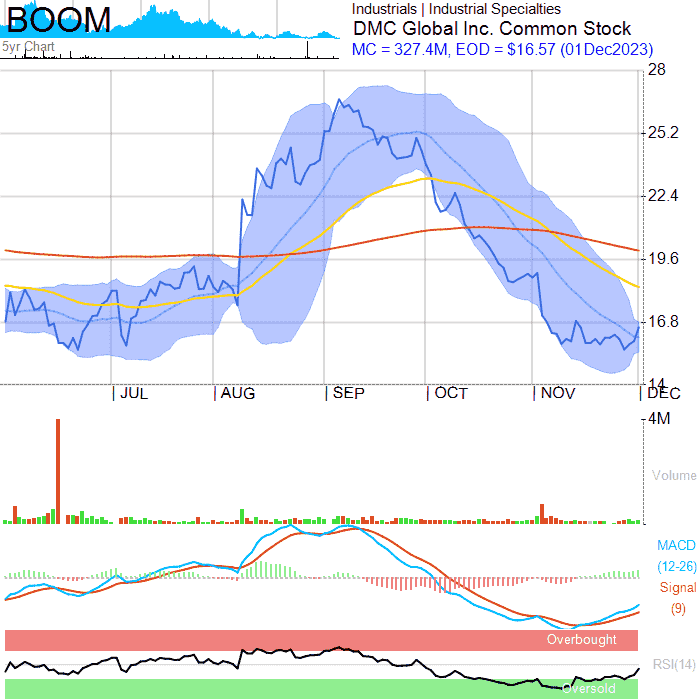 BOOM
Industrials | Industrial Specialties
DMC Global Inc. Common Stock
MC = 327.4M, EOD = $16.57 (01Dec2023)
5yr Chart
28
25.2
22.4
19.6
16.8
14
JUL
AUG
SEP
OCT
NOV
DEC
4M
Volume
MACD
(12-26)
Signal
(9)
Overbought
RSI(14)
Oversold